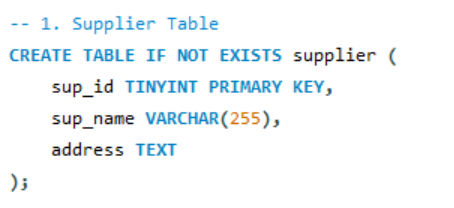 -- 1. Supplier Table
CREATE TABLE IF NOT EXISTS supplier (
    sup_id TINYINT PRIMARY KEY,
    sup_name VARCHAR(255),
    address TEXT
);